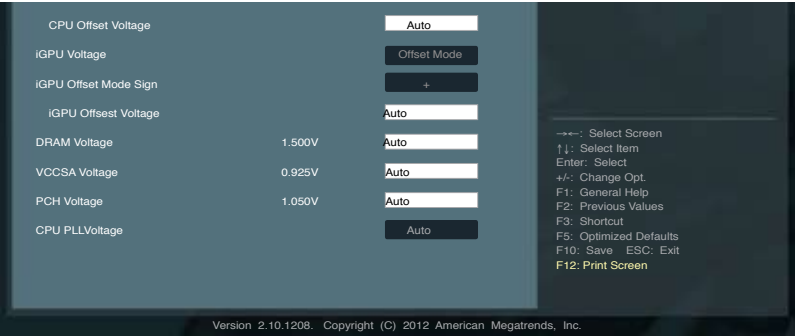 CPU Offset Voltage Auto
iGPU Voltage Offset Mode
iGPU Offset Mode Sign +
iGPU Offsest Voltage Auto
DRAM Voltage 1.500V Auto
VCCSA Voltage 0.925V Auto
PCH Voltage 1.050V Auto
CPU PLLVoltage Auto
→←: Select Screen
↑↓: Select Item
Enter: Select
+/-: Change Opt.
F1: General Help
F2: Previous Values
F3: Shortcut
F5: Optimized Defaults
F10: Save ESC: Exit
F12: Print Screen
Version 2.10.1208. Copyright (C) 2012 American Megatrends, Inc.